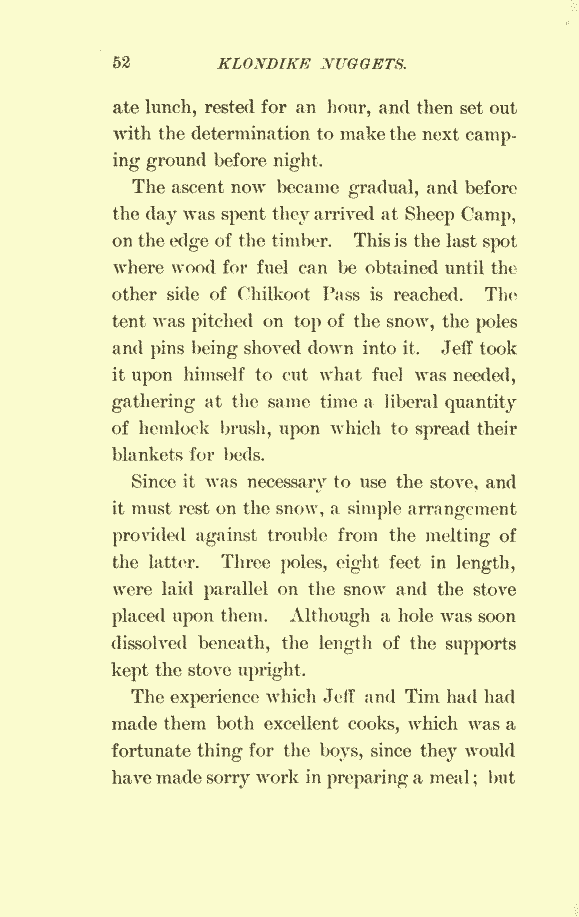 52 KLONDIKE NUGGETS.
ate lunch, rested for an hour, and then set out
with the determination to make the next camp-
ing ground before night.
The ascent now became gradual, and before
the day was spent they arrived at Sheep Camp,
on the edge of the timber. This is the last spot
where wood for fuel can be obtained until the
other side of Chilkoot Pass is reached. The
tent was pitched on top of the snow, the poles
and pins being shoved down into it. Jeff took
it upon himself to cut what fuel was needed,
gathering at the same time a liberal quantity
of hemlock brush, upon which to spread their
blankets for beds.
Since it was necessary to use the stove, and
it must rest on the snow, a simple arrangement
provided against trouble from the melting of
the latter. Three poles, eight feet in length,
were laid parallel on the snow and the stove
placed upon them. Although a hole was soon
dissolved beneath, the length of the supports
kept the stove upright.
The experience which Jeff and Tim had had
made them both excellent cooks, which was a
fortunate thing for the boys, since they would
have made sorry work in preparing a meal; but